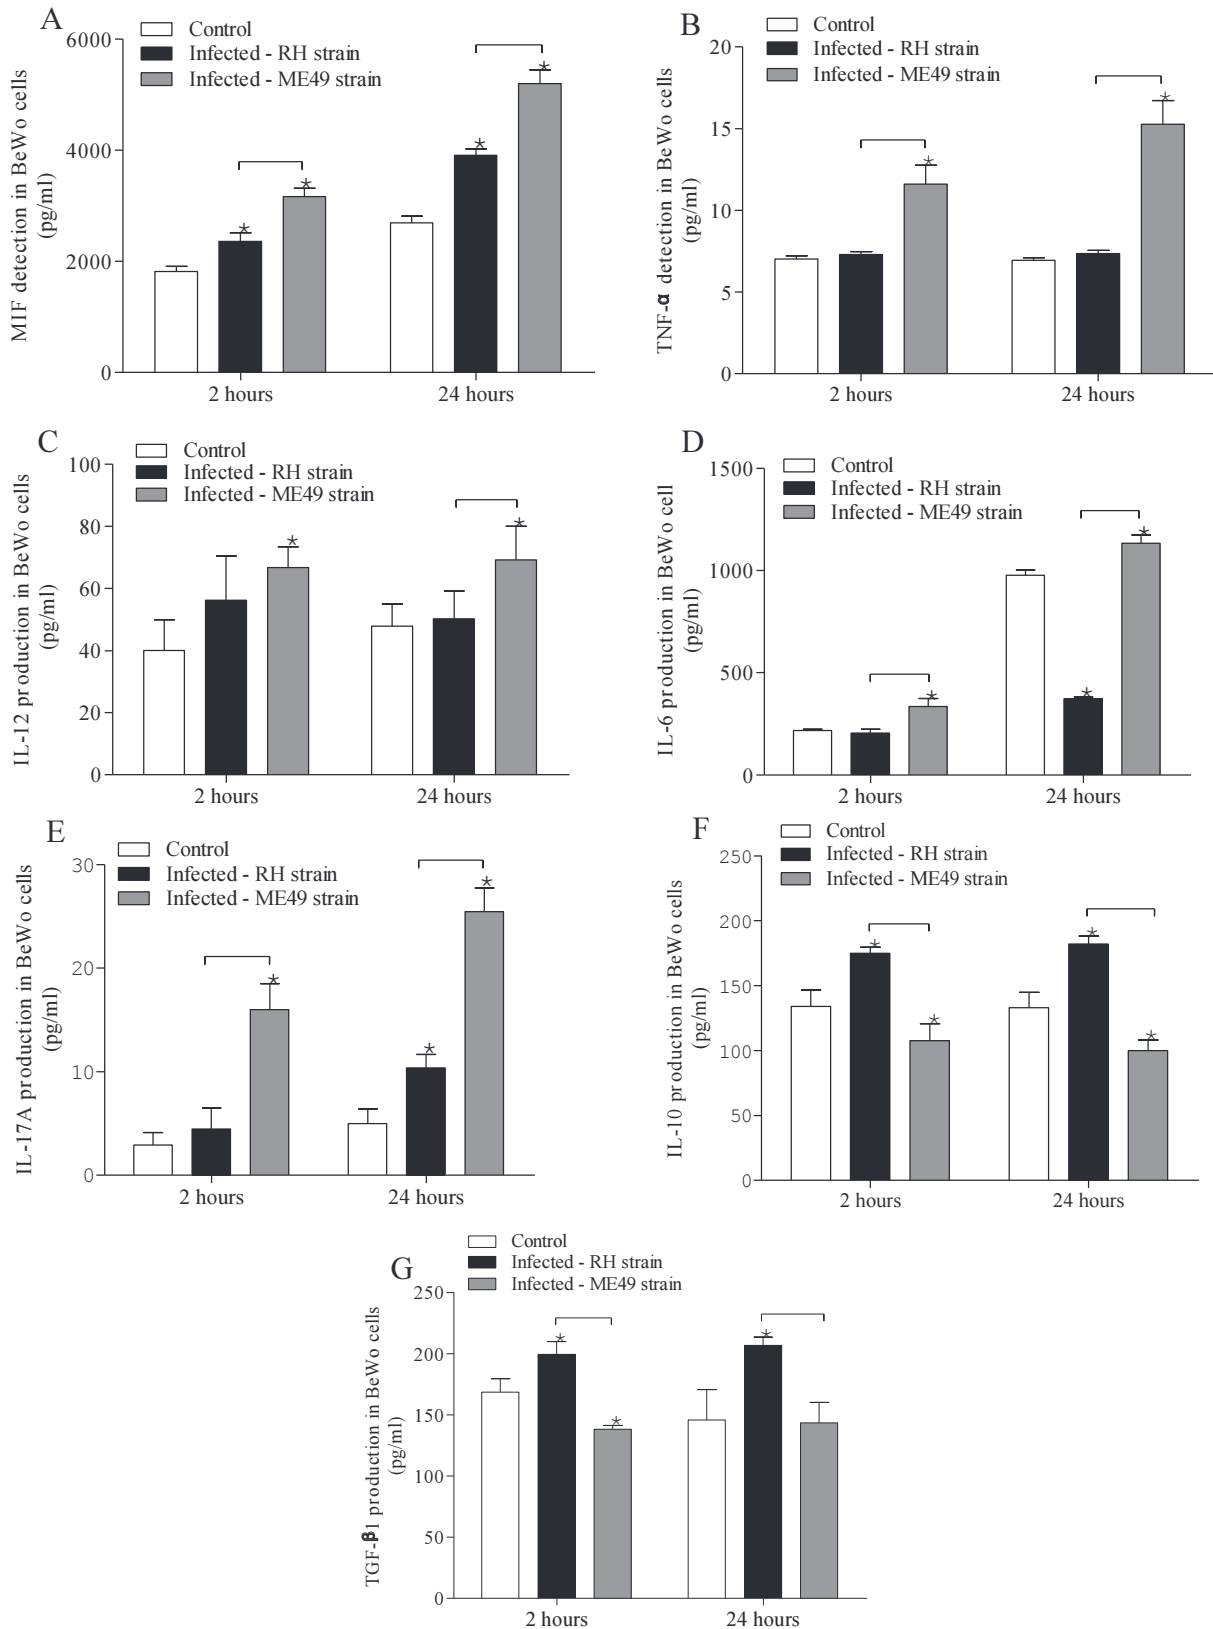 A
Control
Infected - RH strain
Infected - ME49 strain
MIF detection in BeWo cells
(pg/ml)
6000
4000
2000
0
* * * *
2 hours 24 hours
B
Control
Infected - RH strain
Infected - ME49 strain
TNF-α detection in BeWo cells
(pg/ml)
20
15
10
5
0
* *
2 hours 24 hours
C
Control
Infected - RH strain
Infected - ME49 strain
IL-12 production in BeWo cells
(pg/ml)
100
80
60
40
20
0
* *
2 hours 24 hours
D
Control
Infected - RH strain
Infected - ME49 strain
IL-6 production in BeWo cell
(pg/ml)
1500
1000
500
0
* * *
2 hours 24 hours
E
Control
Infected - RH strain
Infected - ME49 strain
IL-17A production in BeWo cells
(pg/ml)
30
20
10
0
* * *
2 hours 24 hours
F
Control
Infected - RH strain
Infected - ME49 strain
IL-10 production in BeWo cells
(pg/ml)
250
200
150
100
50
0
* * * *
2 hours 24 hours
G
Control
Infected - RH strain
Infected - ME49 strain
TGF-β1 production in BeWo cells
(pg/ml)
250
200
150
100
50
0
* * *
2 hours 24 hours